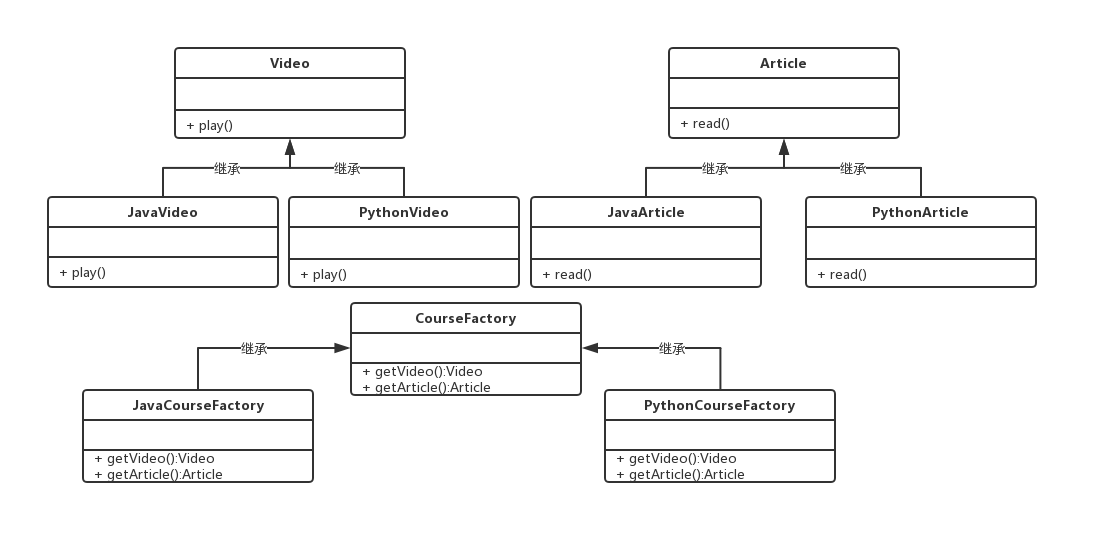 Video
+ play()
Article
+ read()
继承
继承
继承
继承
JavaVideo
+ play()
PythonVideo
+ play()
JavaArticle
+ read()
PythonArticle
+ read()
CourseFactory
+ getVideo():Video
+ getArticle():Article
继承
继承
JavaCourseFactory
+ getVideo():Video
+ getArticle():Article
PythonCourseFactory
+ getVideo():Video
+ getArticle():Article